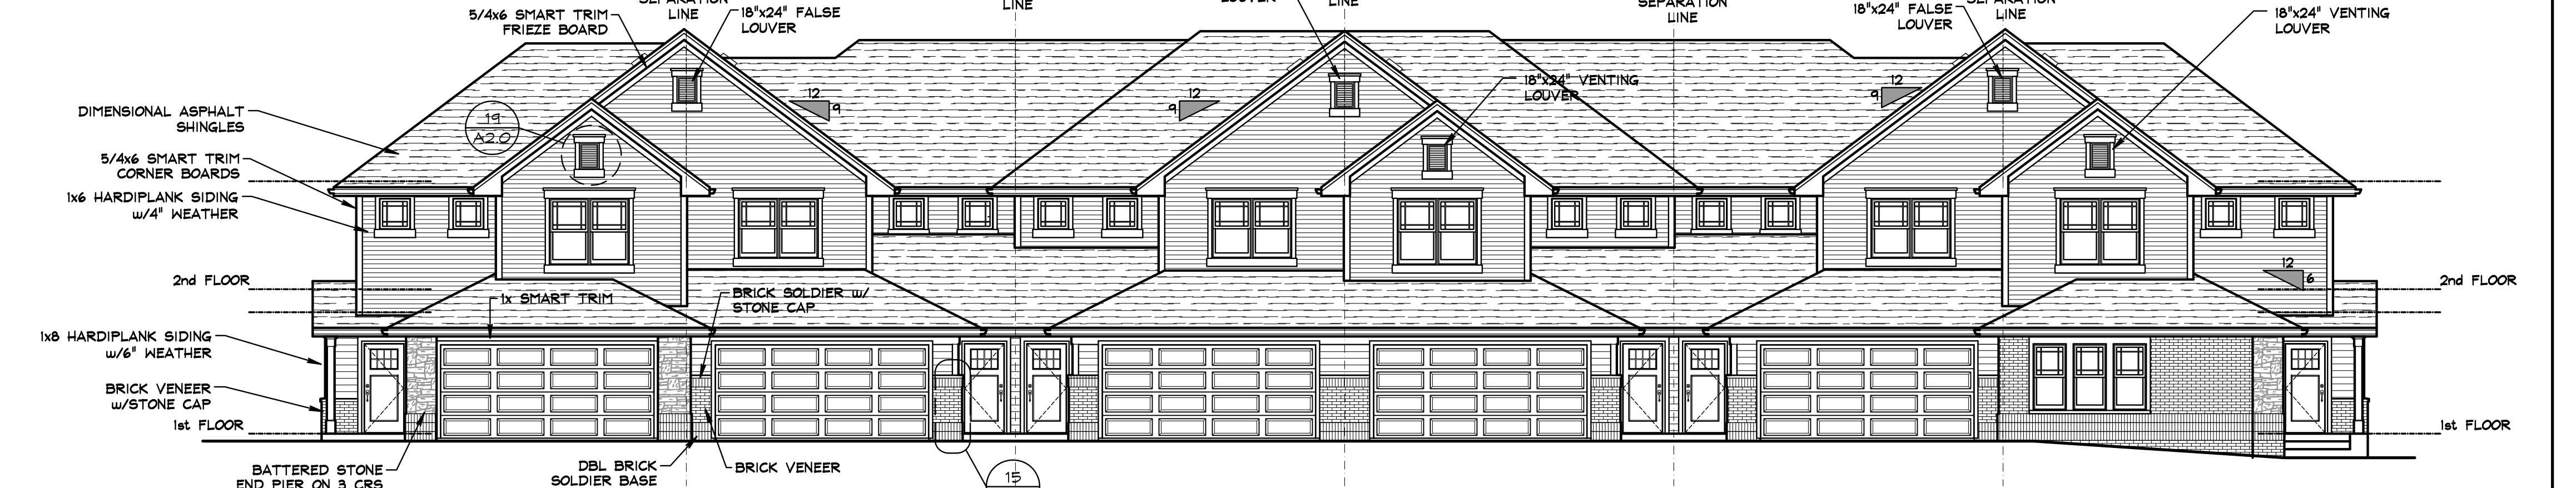 SEPARATION
LINE
5/4x6 SMART TRIM
FRIEZE BOARD
18"x24" FALSE
LOUVER
LINE
LOUVER
LINE
SEPARATION
LINE
18"x24" FALSE
LOUVER
SEPARATION
LINE
18"x24" VENTING
LOUVER
DIMENSIONAL ASPHALT
SHINGLES
19
A2.0
12
9
12
9
18"x24" VENTING
LOUVER
12
9
5/4x6 SMART TRIM
CORNER BOARDS
1x6 HARDIPLANK SIDING
w/4" WEATHER
2nd FLOOR
1x SMART TRIM
BRICK SOLDIER w/
STONE CAP
12
6
2nd FLOOR
1x8 HARDIPLANK SIDING
w/6" WEATHER
BRICK VENEER
w/STONE CAP
1st FLOOR
1st FLOOR
BATTERED STONE
END PIER ON 3 CRS
DBL BRICK
SOLDIER BASE
BRICK VENEER
15